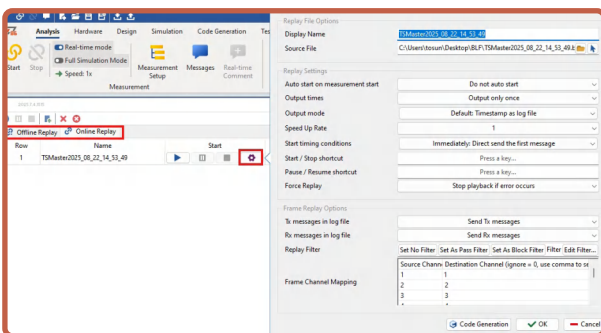 Analysis Hardware Design Simulation Code Generation Tes
Start Stop
Real-time mode
Full Simulation Mode
Speed: 1x
Measurement Setup
Messages
Real-time Comment
Measurement
Offline Replay Online Replay
Row Name Start
1 TSMaster2025_08_22_14_53_49
Replay File Options
Display Name TSMaster2025_08_22_14_53_49
Source File C:\Users\tosun\Desktop\BLF\TSMaster2025_08_22_14_53_49.b
Replay Settings
Auto start on measurement start Do not auto start
Output times Output only once
Output mode Default: Timestamp as log file
Speed Up Rate 1
Start timing conditions Immediately: Direct send the first message
Start / Stop shortcut Press a key...
Pause / Resume shortcut Press a key...
Force Replay Stop playback if error occurs
Frame Replay Options
Tx messages in log file Send Tx messages
Rx messages in log file Send Rx messages
Replay Filter Set No Filter Set As Pass Filter Set As Block Filter Filter Edit Filter...
Frame Channel Mapping
Source Chann Destination Channel (ignore = 0, use comma to se
1 1
2 2
3 3
Code Generation OK Cancel